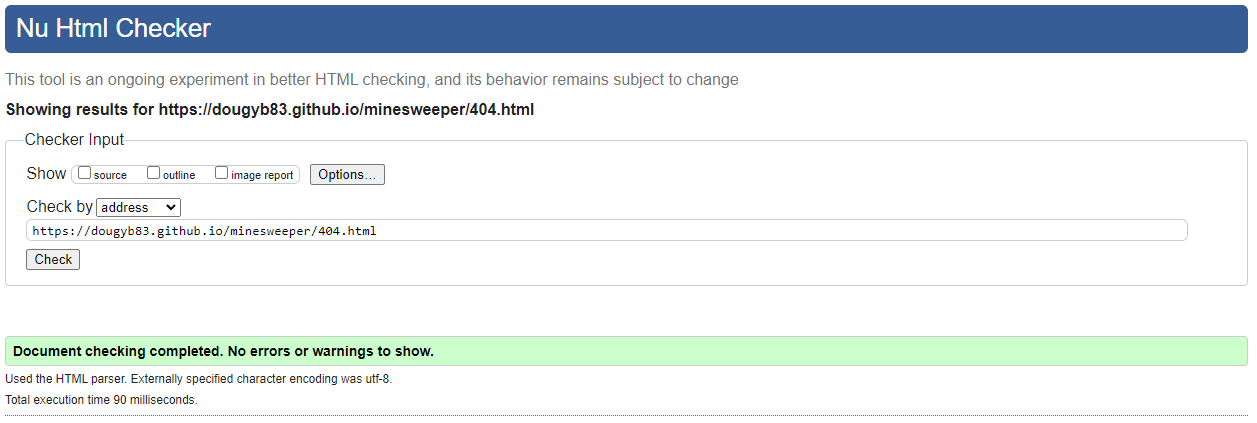 Nu Html Checker
This tool is an ongoing experiment in better HTML checking, and its behavior remains subject to change
Showing results for https://dougyb83.github.io/minesweeper/404.html
Checker Input
Show source outline image report Options...
Check by address
https://dougyb83.github.io/minesweeper/404.html
Check
Document checking completed. No errors or warnings to show.
Used the HTML parser. Externally specified character encoding was utf-8.
Total execution time 90 milliseconds.